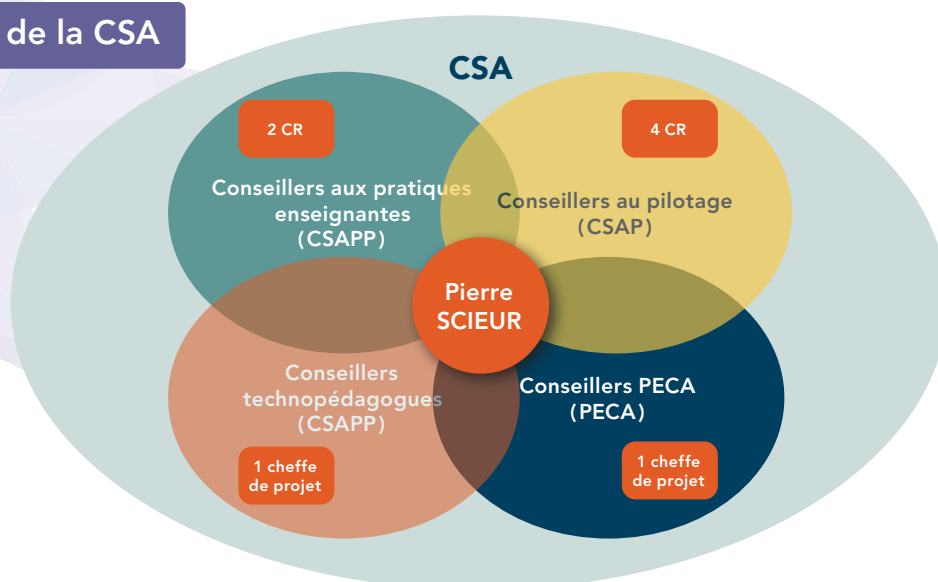 de la CSA
CSA
2 CR
4 CR
Conseillers aux pratiques
enseignantes
(CSAPP)
Conseillers au pilotage
(CSAP)
Pierre
SCIEUR
Conseillers
technopédagogues
(CSAPP)
Conseillers PECA
(PECA)
1 cheffe
de projet
1 cheffe
de projet